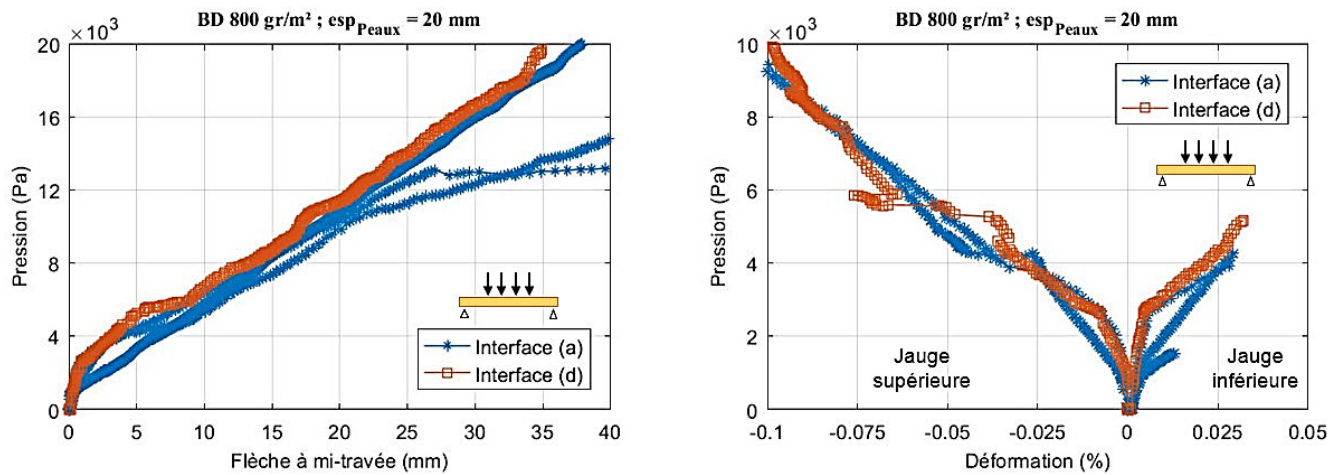 BD 800 gr/m² ; esp_Peaux = 20 mm
×10³
20
16
12
8
4
0
Pression (Pa)
0 5 10 15 20 25 30 35 40
Flèche à mi-travée (mm)
Interface (a)
Interface (d)
BD 800 gr/m² ; esp_Peaux = 20 mm
×10³
10
8
6
4
2
0
Pression (Pa)
-0.1 -0.075 -0.05 -0.025 0 0.025 0.05
Déformation (%)
Interface (a)
Interface (d)
Jauge
supérieure
Jauge
inférieure